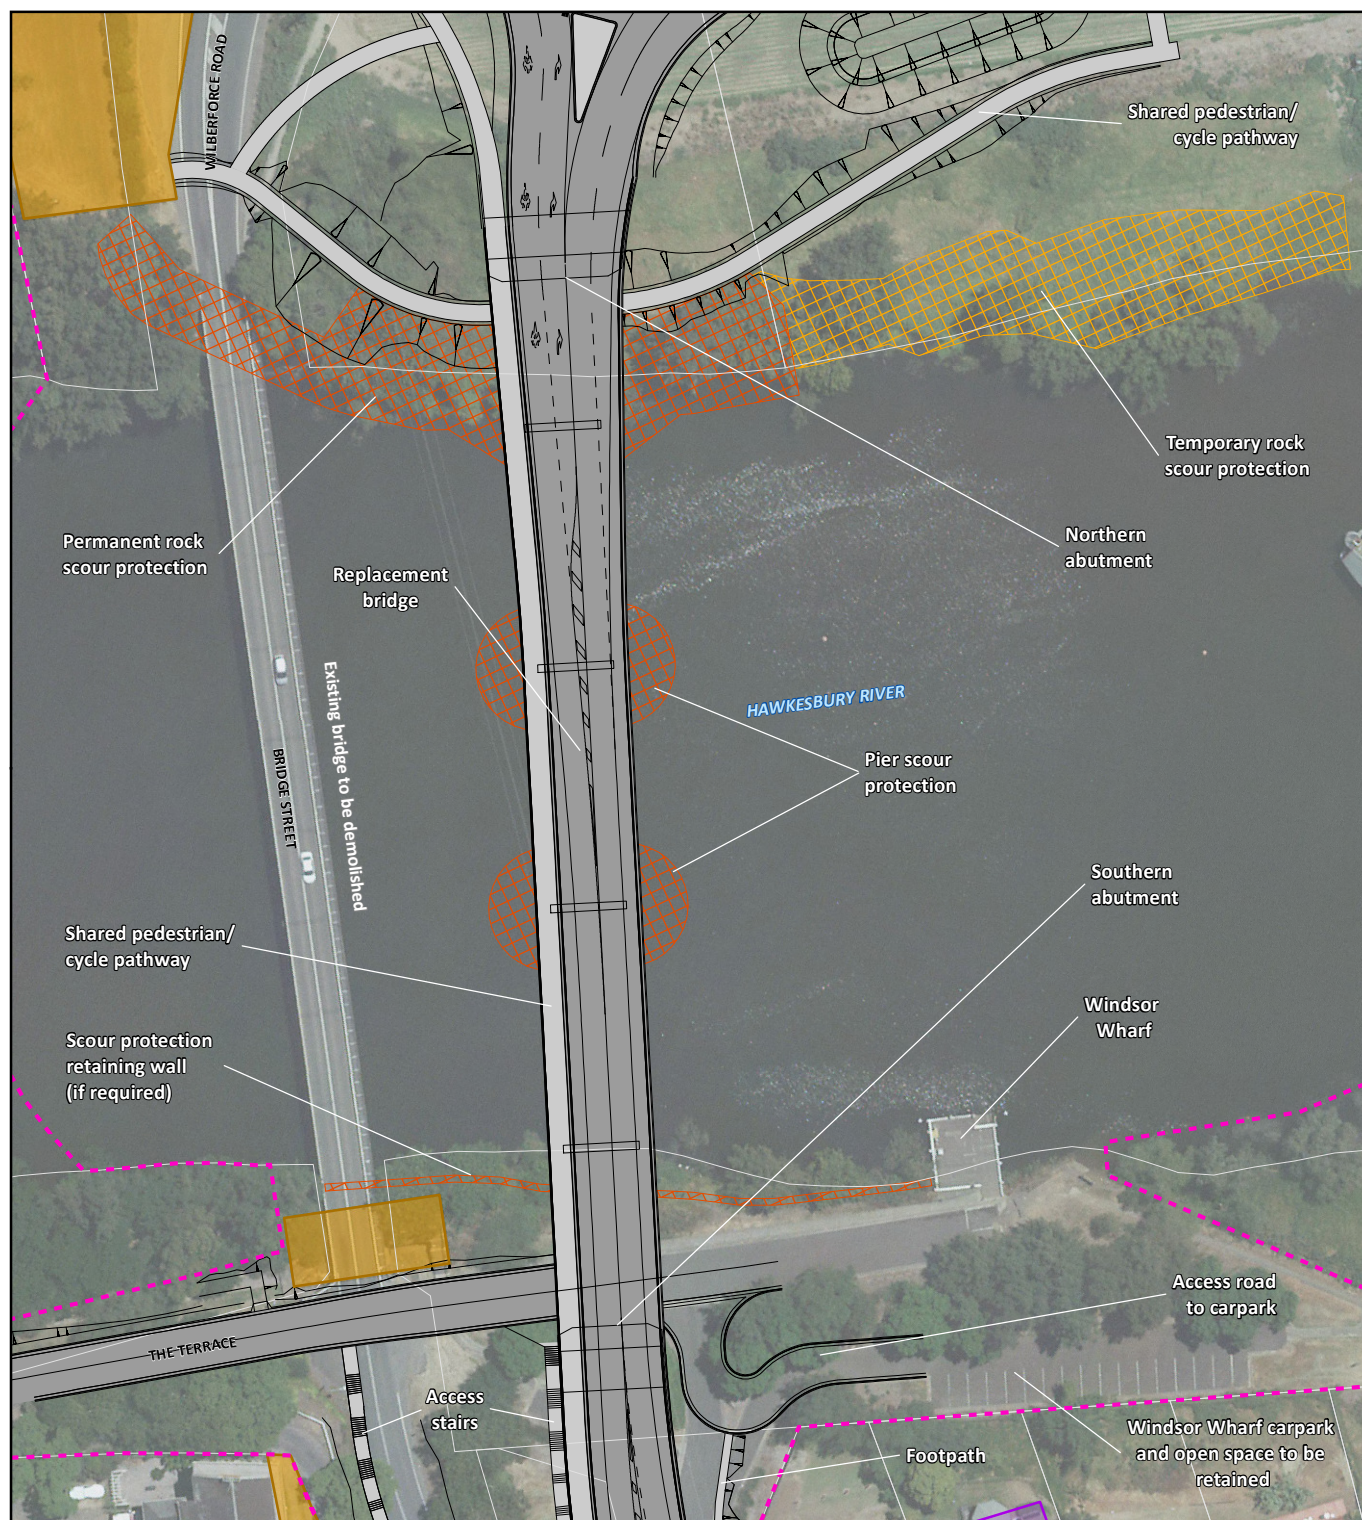 WILBERFORCE ROAD
Shared pedestrian/
cycle pathway
Temporary rock
scour protection
Northern
abutment
Permanent rock
scour protection
Replacement
bridge
Existing bridge to be demolished
HAWKESBURY RIVER
BRIDGE STREET
Pier scour
protection
Southern
abutment
Shared pedestrian/
cycle pathway
Windsor
Wharf
Scour protection
retaining wall
(if required)
Access road
to carpark
THE TERRACE
Access
stairs
Footpath
Windsor Wharf carpark
and open space to be
retained